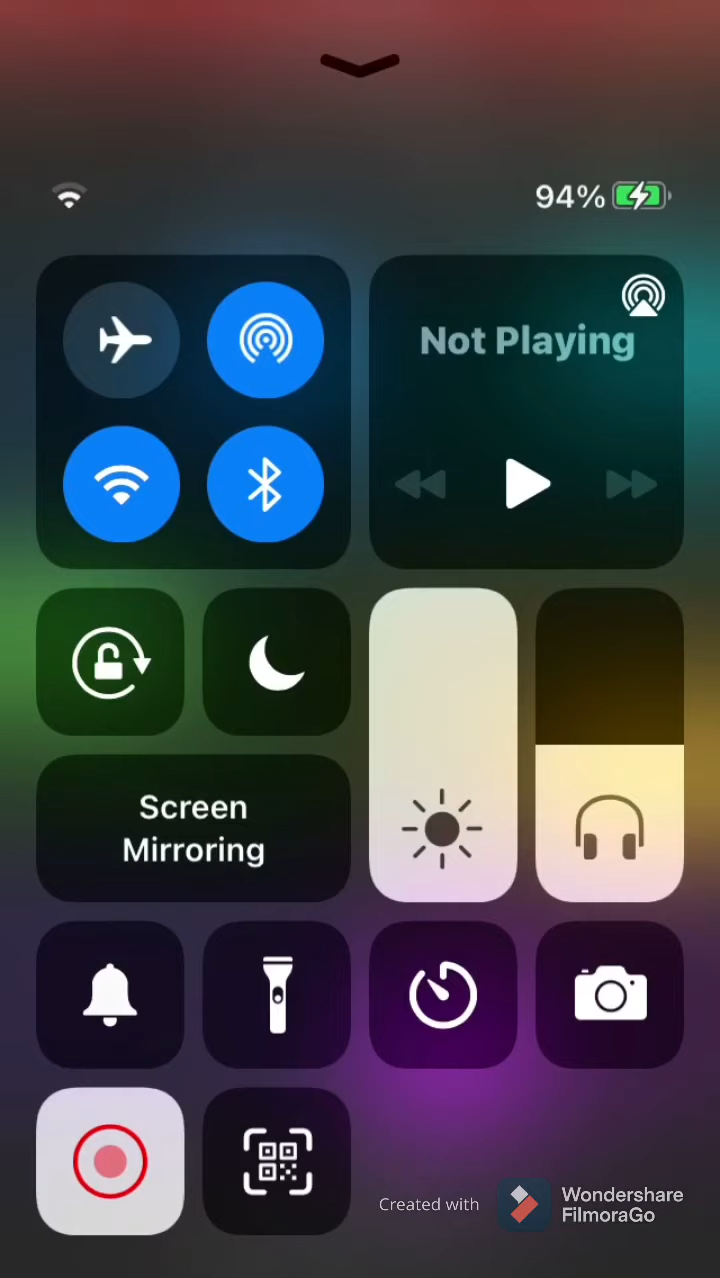 94%
Not Playing
Screen
Mirroring
Created with
Wondershare
FilmoraGo